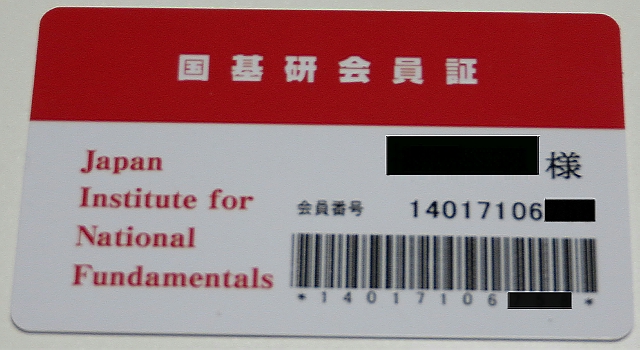 国基研会員証
Japan
Institute for
National
Fundamentals
様
会員番号 14017106
*14017106 *